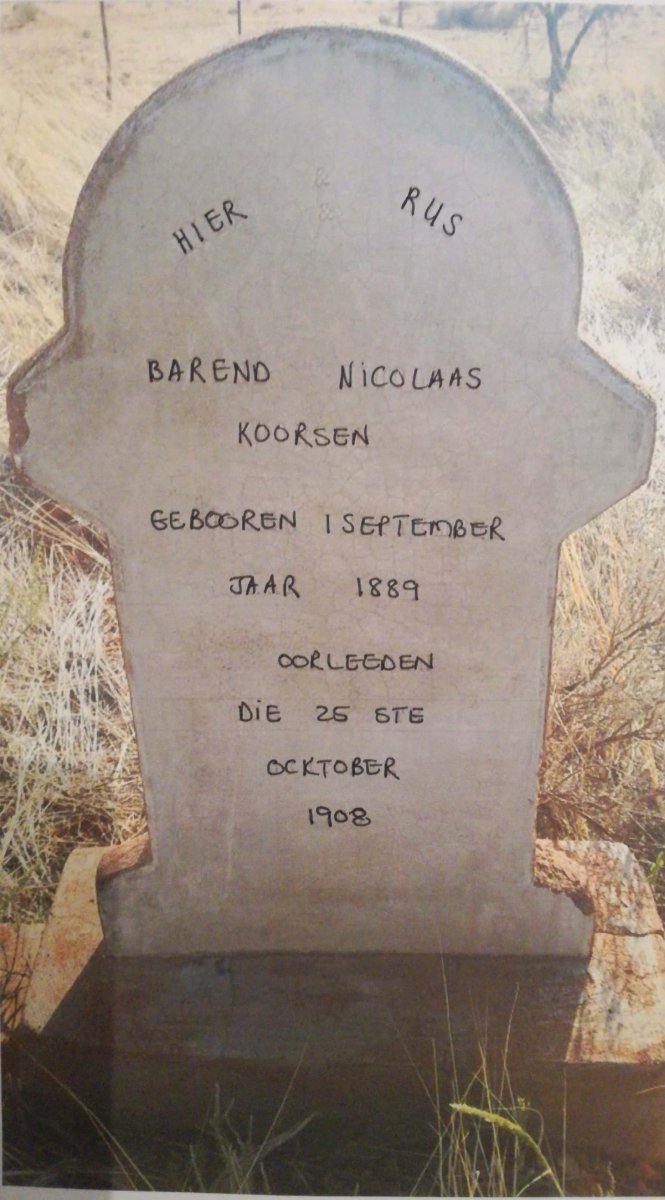 HIER RUS
BAREND NICOLAAS
KOORSEN
GEBOOREN 1 SEPTEMBER
JAAR 1889
OORLEEDEN
DIE 25 STE
OCKTOBER
1908